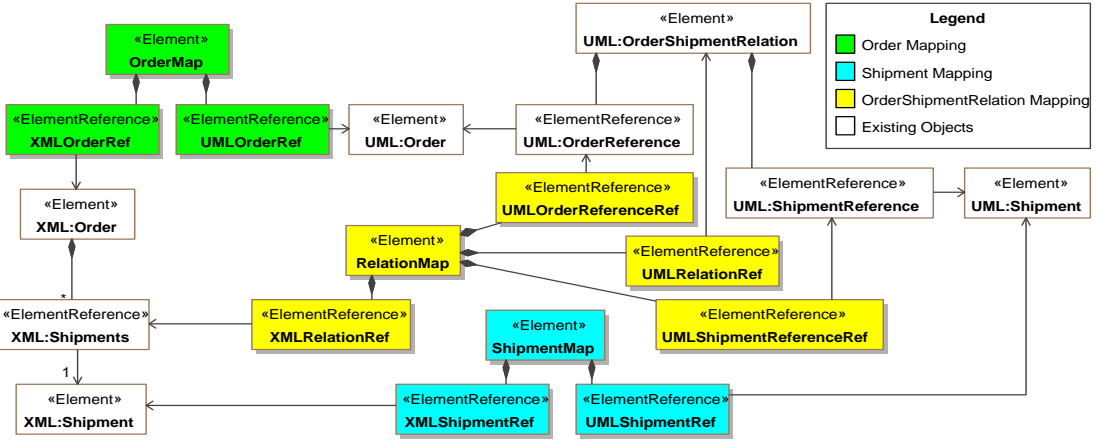 «Element»
OrderMap
«ElementReference»
XMLOrderRef
«ElementReference»
UMLOrderRef
«Element»
UML:Order
«Element»
UML:OrderShipmentRelation
«ElementReference»
UML:OrderReference
Legend
Order Mapping
Shipment Mapping
OrderShipmentRelation Mapping
Existing Objects
«Element»
XML:Order
«ElementReference»
UMLOrderReferenceRef
«ElementReference»
UML:ShipmentReference
«Element»
UML:Shipment
«Element»
RelationMap
«ElementReference»
UMLRelationRef
*
«ElementReference»
XML:Shipments
«ElementReference»
XMLRelationRef
«Element»
ShipmentMap
«ElementReference»
UMLShipmentReferenceRef
1
«Element»
XML:Shipment
«ElementReference»
XMLShipmentRef
«ElementReference»
UMLShipmentRef